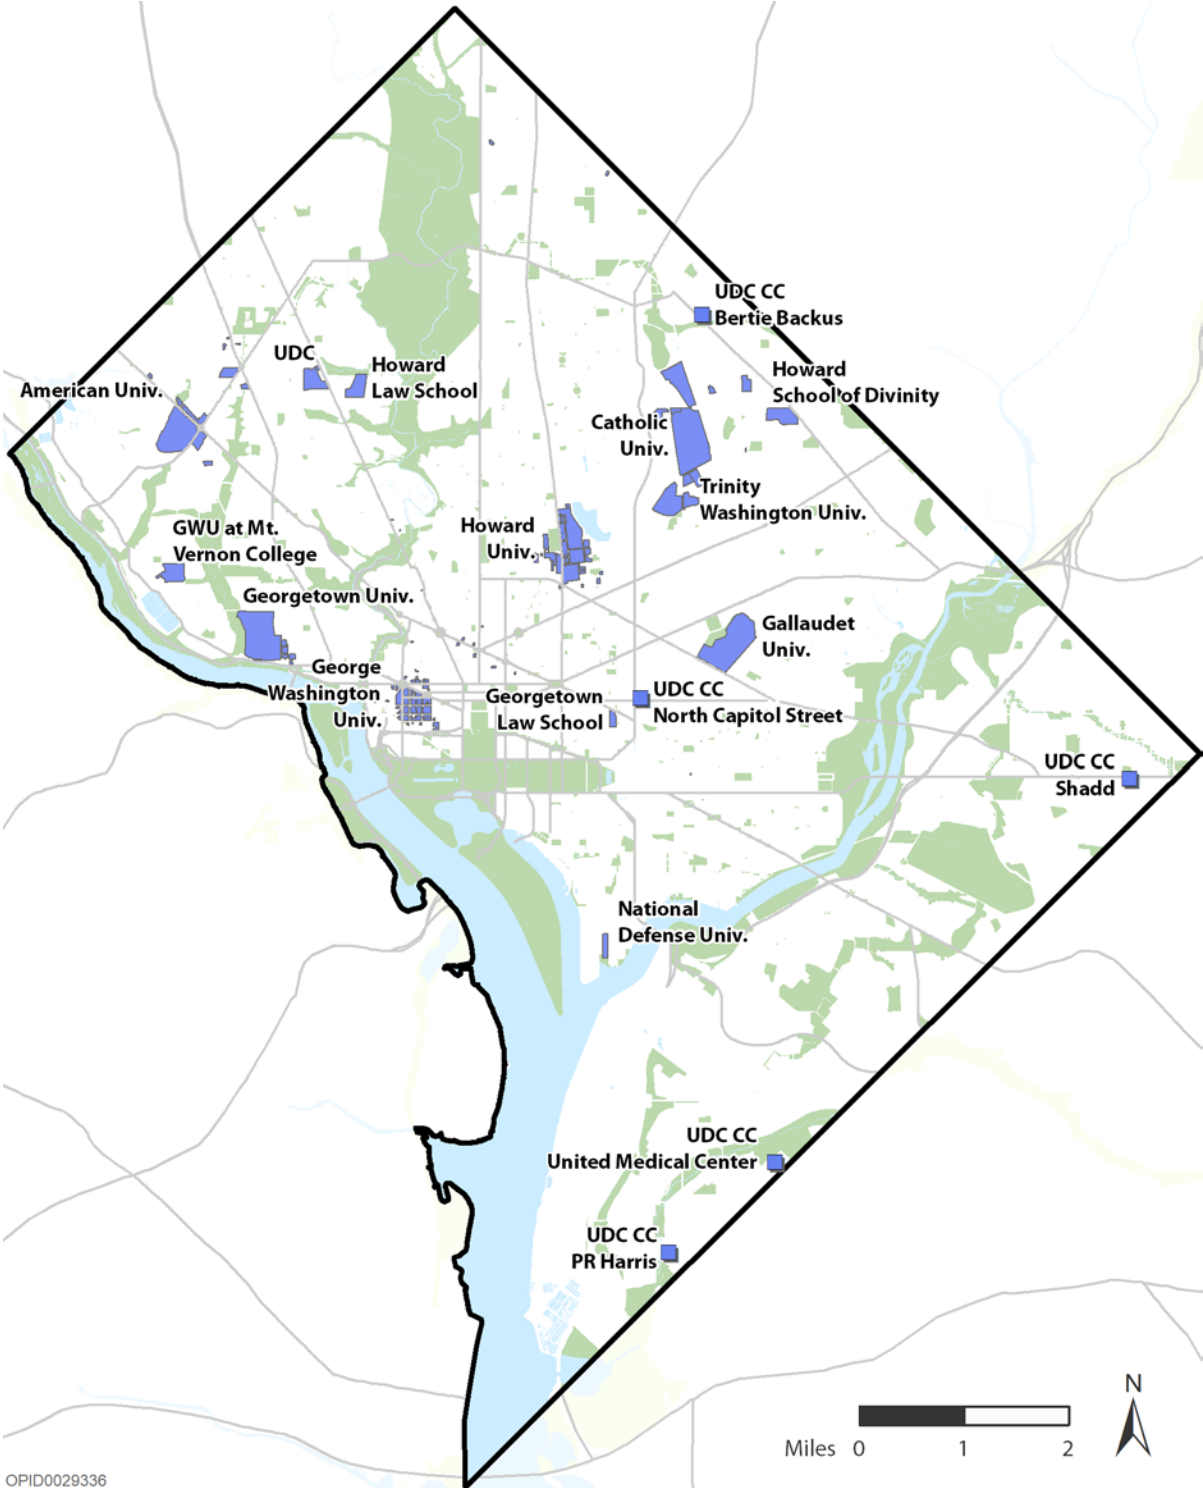 UDC CC
Bertie Backus
UDC
Howard
Law School
American Univ.
Howard
School of Divinity
Catholic
Univ.
Trinity
Washington Univ.
GWU at Mt.
Vernon College
Howard
Univ.
Georgetown Univ.
Gallaudet
Univ.
George
Washington
Univ.
Georgetown
Law School
UDC CC
North Capitol Street
UDC CC
Shadd
National
Defense Univ.
UDC CC
United Medical Center
UDC CC
PR Harris
N
Miles 0 1 2
OPID0029336